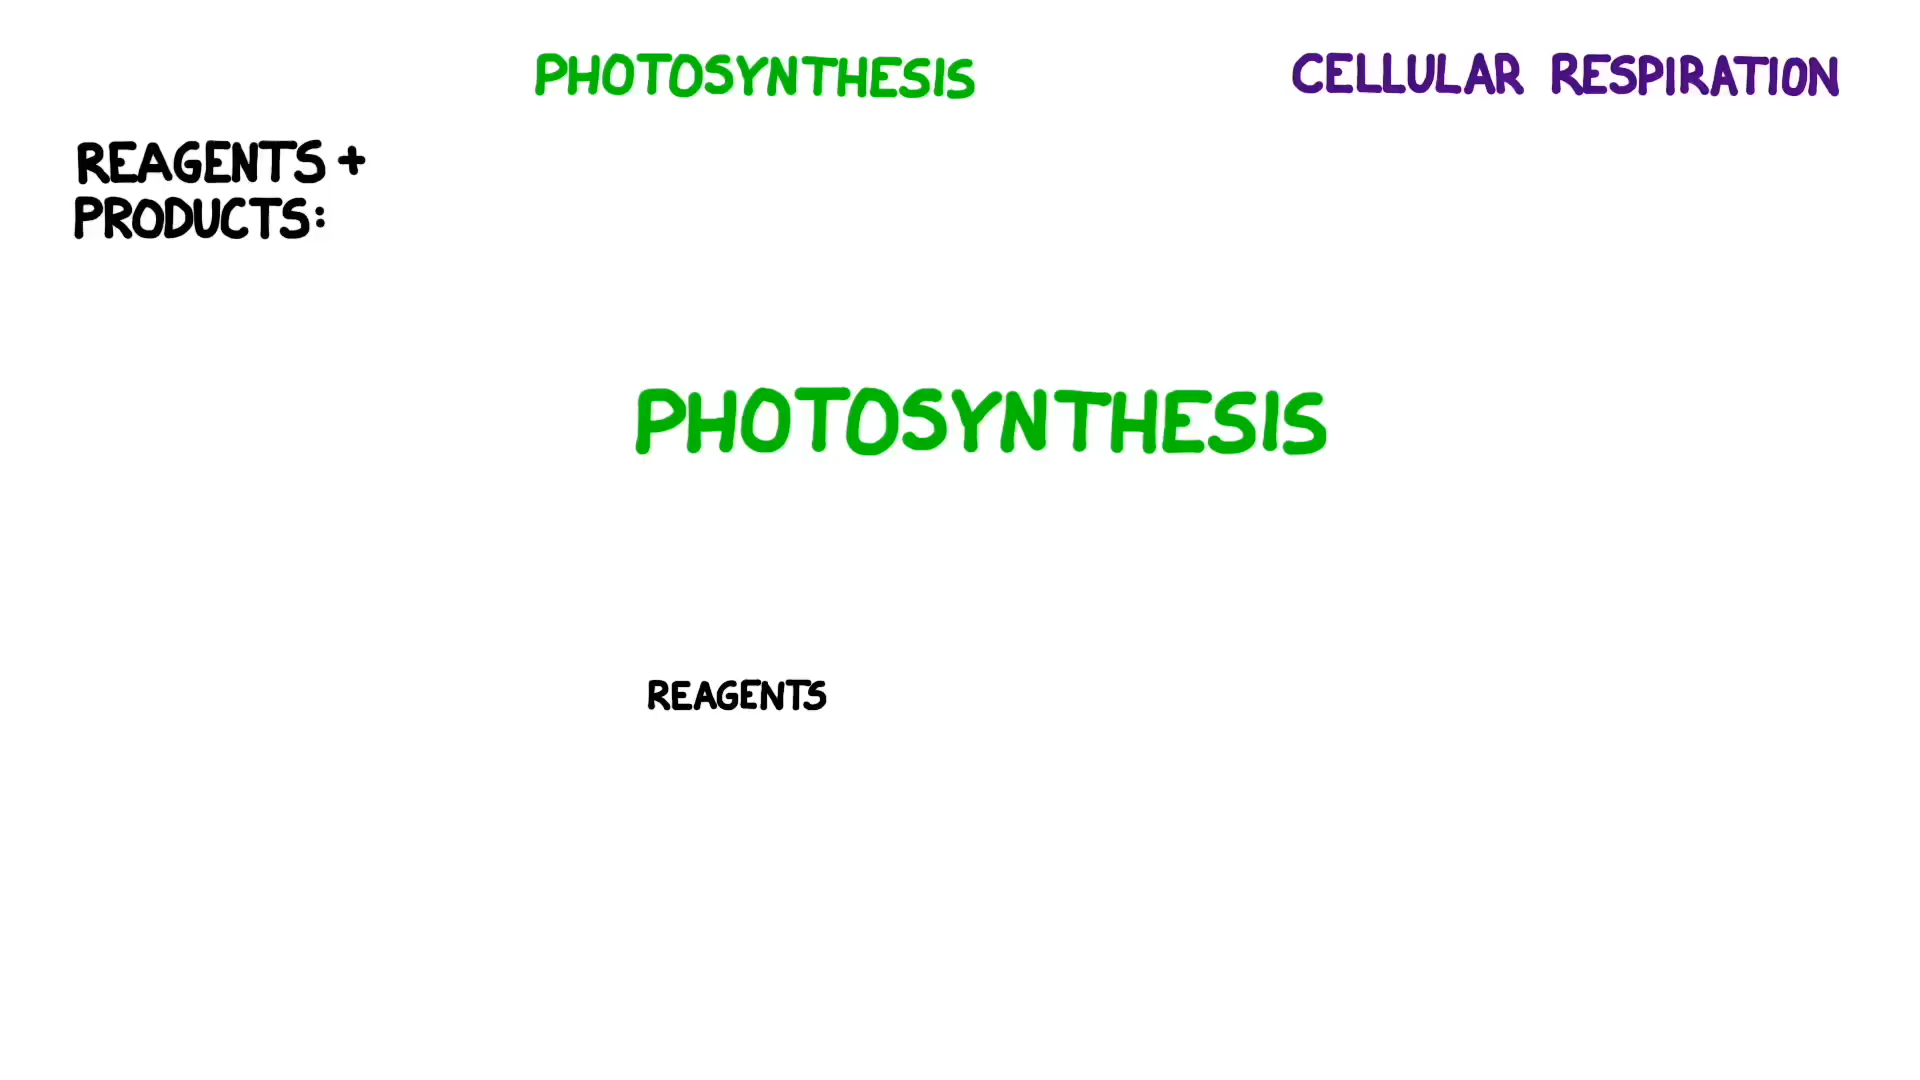 PHOTOSYNTHESIS
CELLULAR RESPIRATION
REAGENTS +
PRODUCTS:
PHOTOSYNTHESIS
REAGENTS